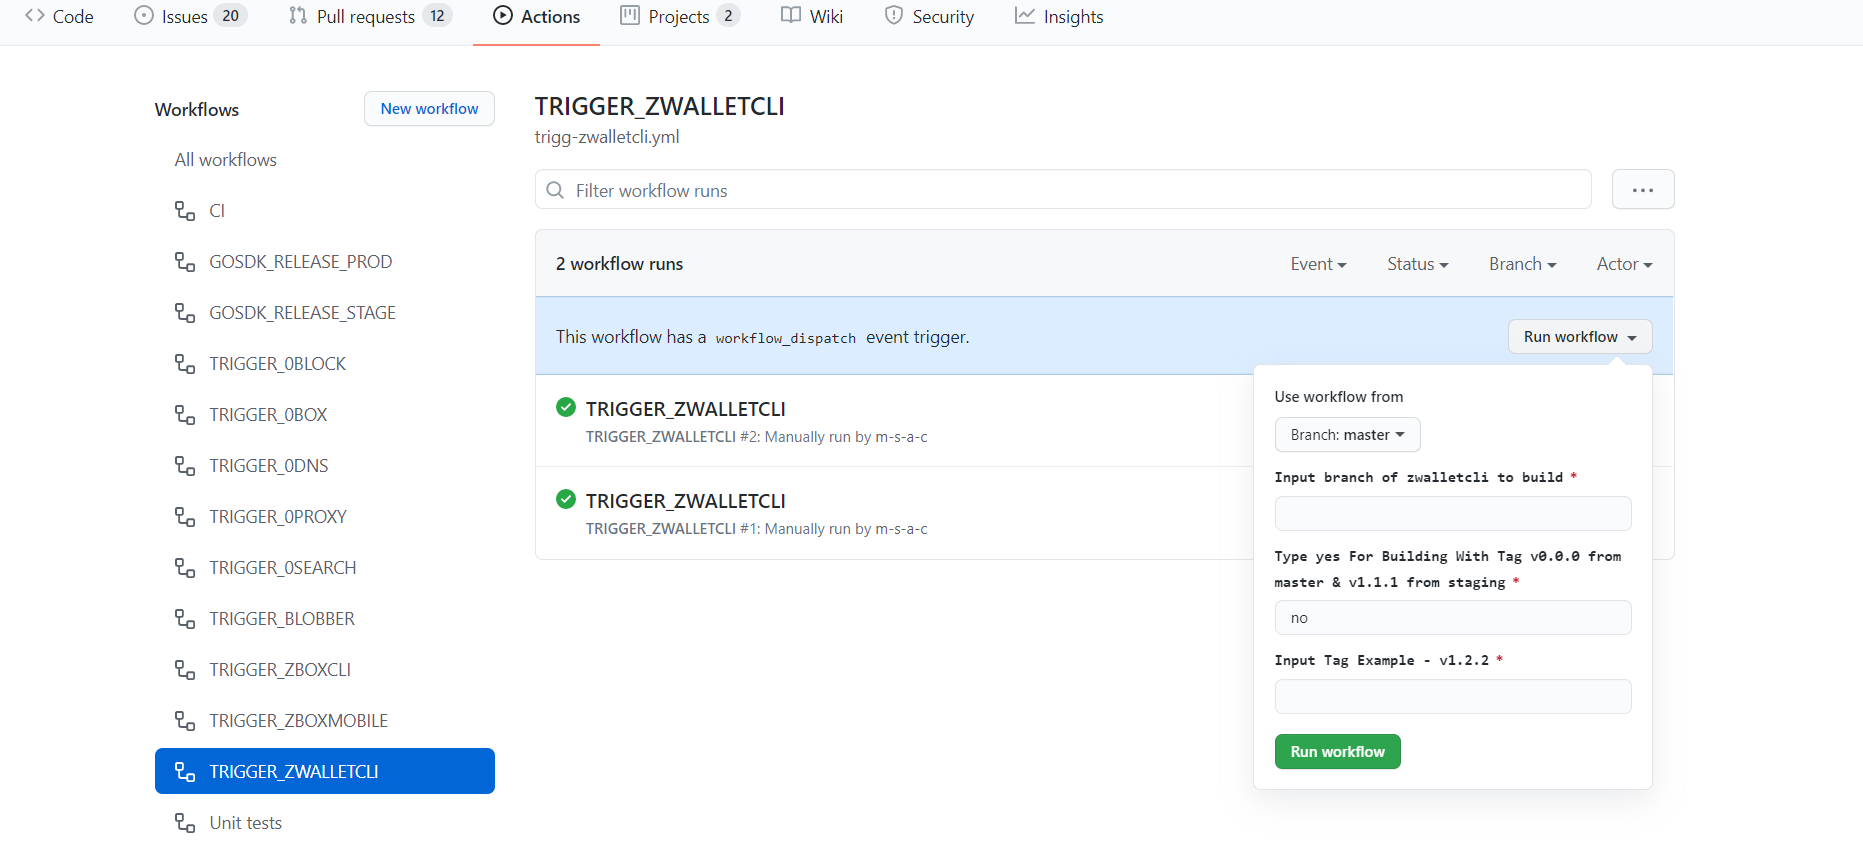 Code Issues 20 Pull requests 12 Actions Projects 2 Wiki Security Insights
Workflows
New workflow
All workflows
CI
GOSDK_RELEASE_PROD
GOSDK_RELEASE_STAGE
TRIGGER_0BLOCK
TRIGGER_0BOX
TRIGGER_0DNS
TRIGGER_0PROXY
TRIGGER_0SEARCH
TRIGGER_BLOBBER
TRIGGER_ZBOXCLI
TRIGGER_ZBOXMOBILE
TRIGGER_ZWALLETCLI
Unit tests
TRIGGER_ZWALLETCLI
trigg-zwalletcli.yml
Filter workflow runs
...
2 workflow runs
Event Status Branch Actor
This workflow has a workflow_dispatch event trigger.
Run workflow
TRIGGER_ZWALLETCLI
TRIGGER_ZWALLETCLI #2: Manually run by m-s-a-c
TRIGGER_ZWALLETCLI
TRIGGER_ZWALLETCLI #1: Manually run by m-s-a-c
Use workflow from
Branch: master
Input branch of zwalletcli to build *
Type yes For Building With Tag v0.0.0 from
master & v1.1.1 from staging *
no
Input Tag Example - v1.2.2 *
Run workflow